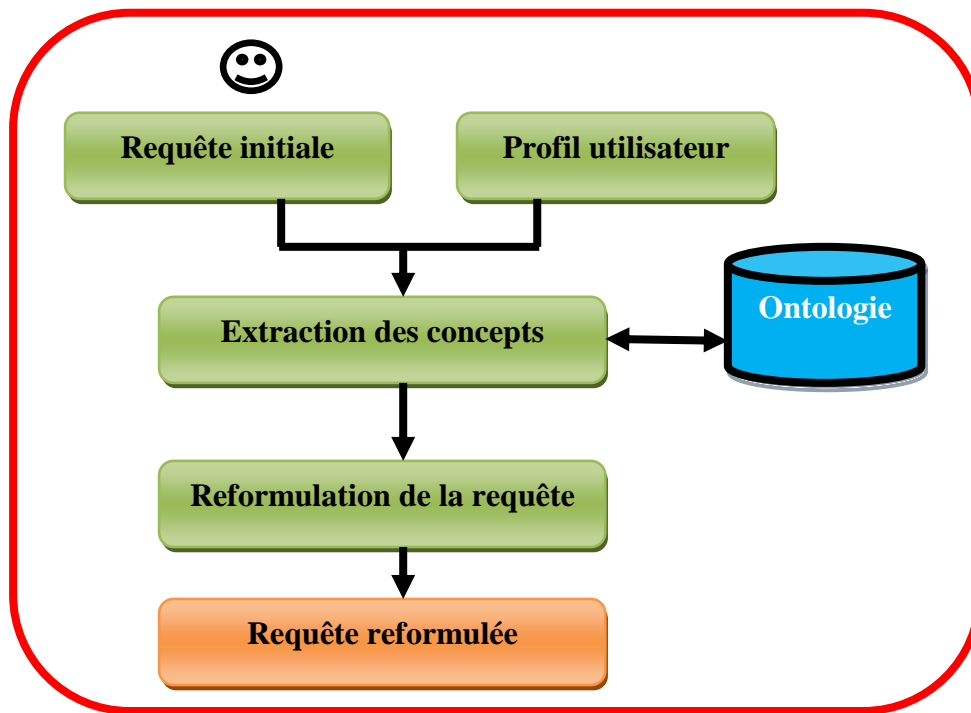 Requête initiale
Profil utilisateur
Extraction des concepts
Ontologie
Reformulation de la requête
Requête reformulée